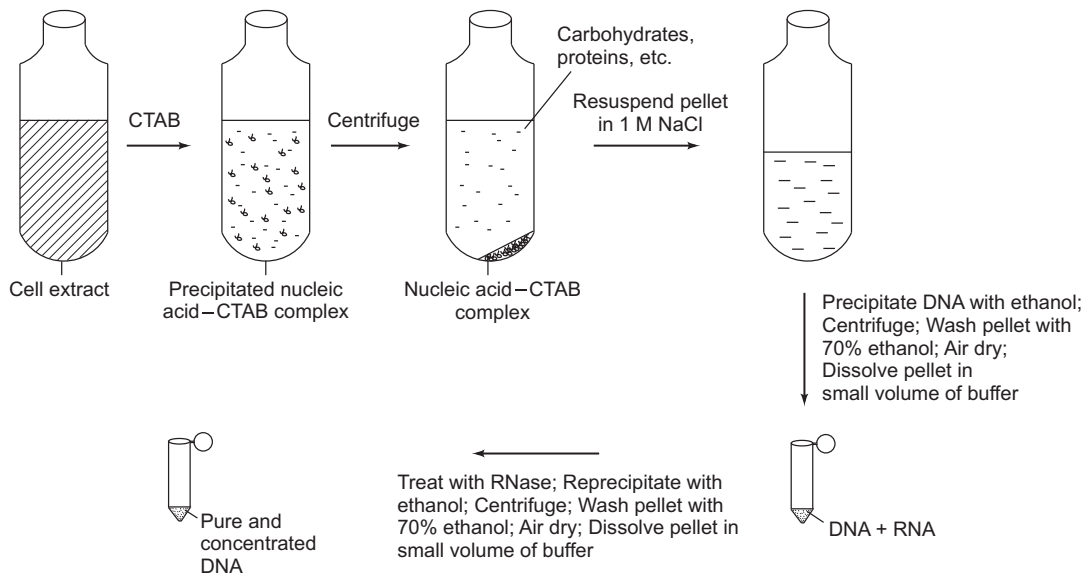 CTAB
Centrifuge
Carbohydrates,
proteins, etc.
Resuspend pellet
in 1 M NaCl
Cell extract
Precipitated nucleic
acid–CTAB complex
Nucleic acid–CTAB
complex
Precipitate DNA with ethanol;
Centrifuge; Wash pellet with
70% ethanol; Air dry;
Dissolve pellet in
small volume of buffer
DNA + RNA
Treat with RNase; Reprecipitate with
ethanol; Centrifuge; Wash pellet with
70% ethanol; Air dry; Dissolve pellet in
small volume of buffer
Pure and
concentrated
DNA